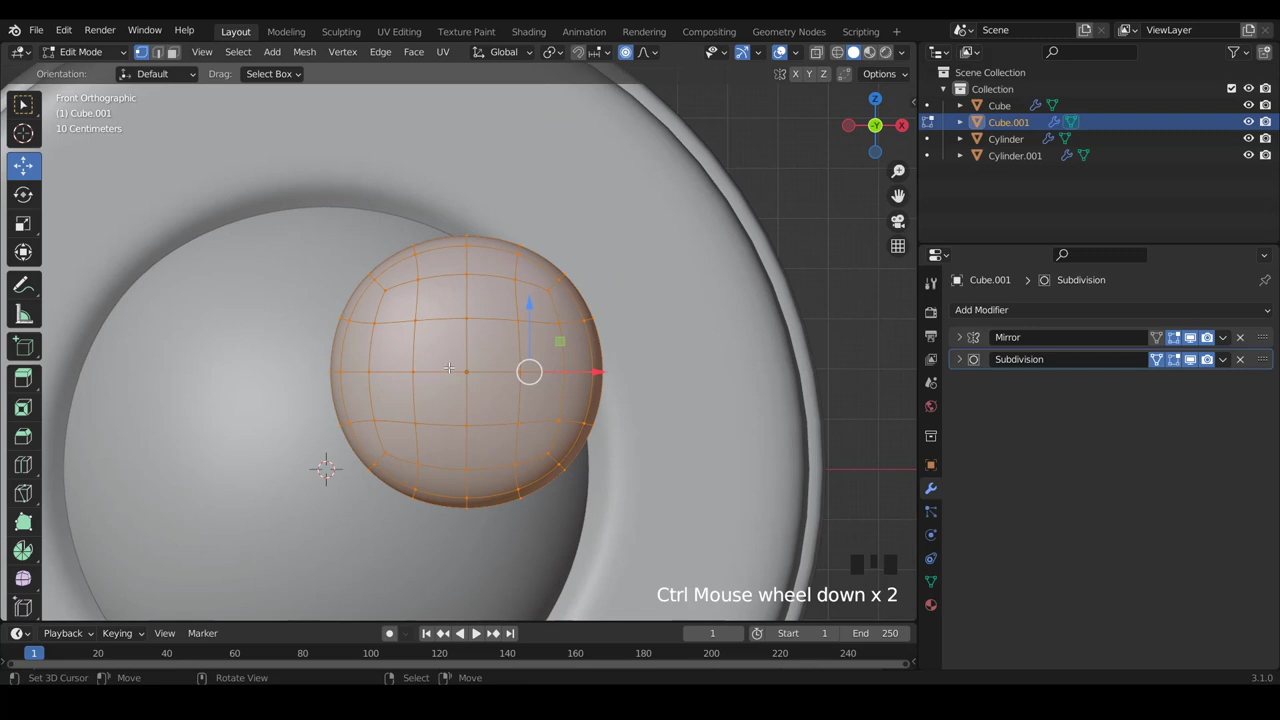 File Edit Render Window Help Layout Modeling Sculpting UV Editing Texture Paint Shading Animation Rendering Compositing Geometry Nodes Scripting Scene ViewLayer
Edit Mode View Select Add Mesh Vertex Edge Face UV Global
Orientation: Default Drag: Select Box X Y Z Options
Front Orthographic
(1) Cube.001
10 Centimeters
Z
-Y X
Scene Collection
Collection
Cube
Cube.001
Cylinder
Cylinder.001
Cube.001 > Subdivision
Add Modifier
Mirror
Subdivision
Ctrl Mouse wheel down x 2
Playback Keying View Marker 1 Start 1 End 250
1 20 40 60 80 100 120 140 160 180 200 220 240
Set 3D Cursor Move Rotate View Select Move 3.1.0